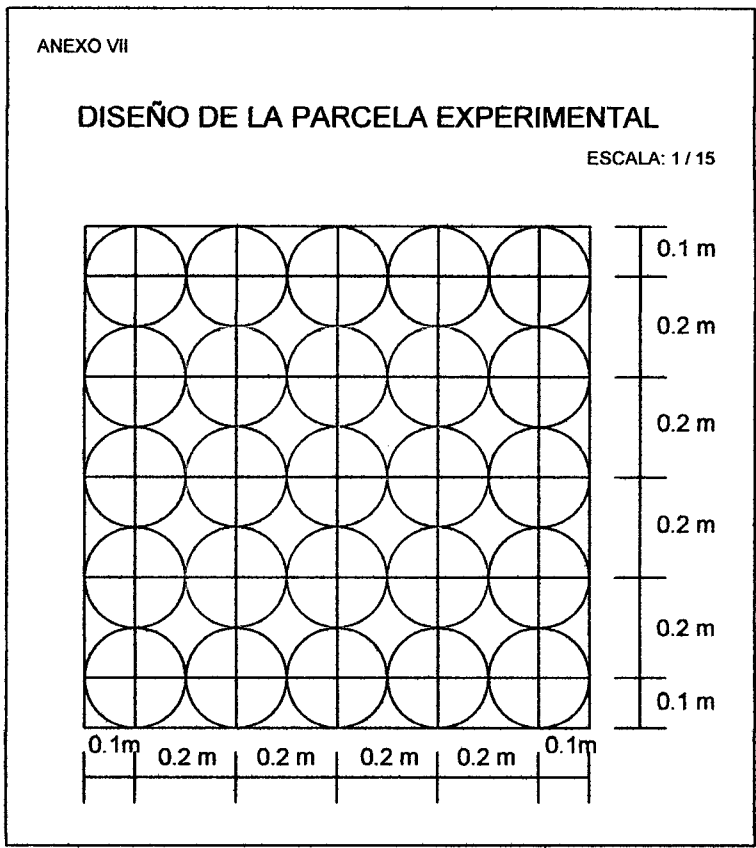 ANEXO VII
DISEÑO DE LA PARCELA EXPERIMENTAL
ESCALA: 1 / 15
0.1 m
0.2 m
0.2 m
0.2 m
0.2 m
0.1 m
0.1m 0.2 m 0.2 m 0.2 m 0.2 m 0.1m